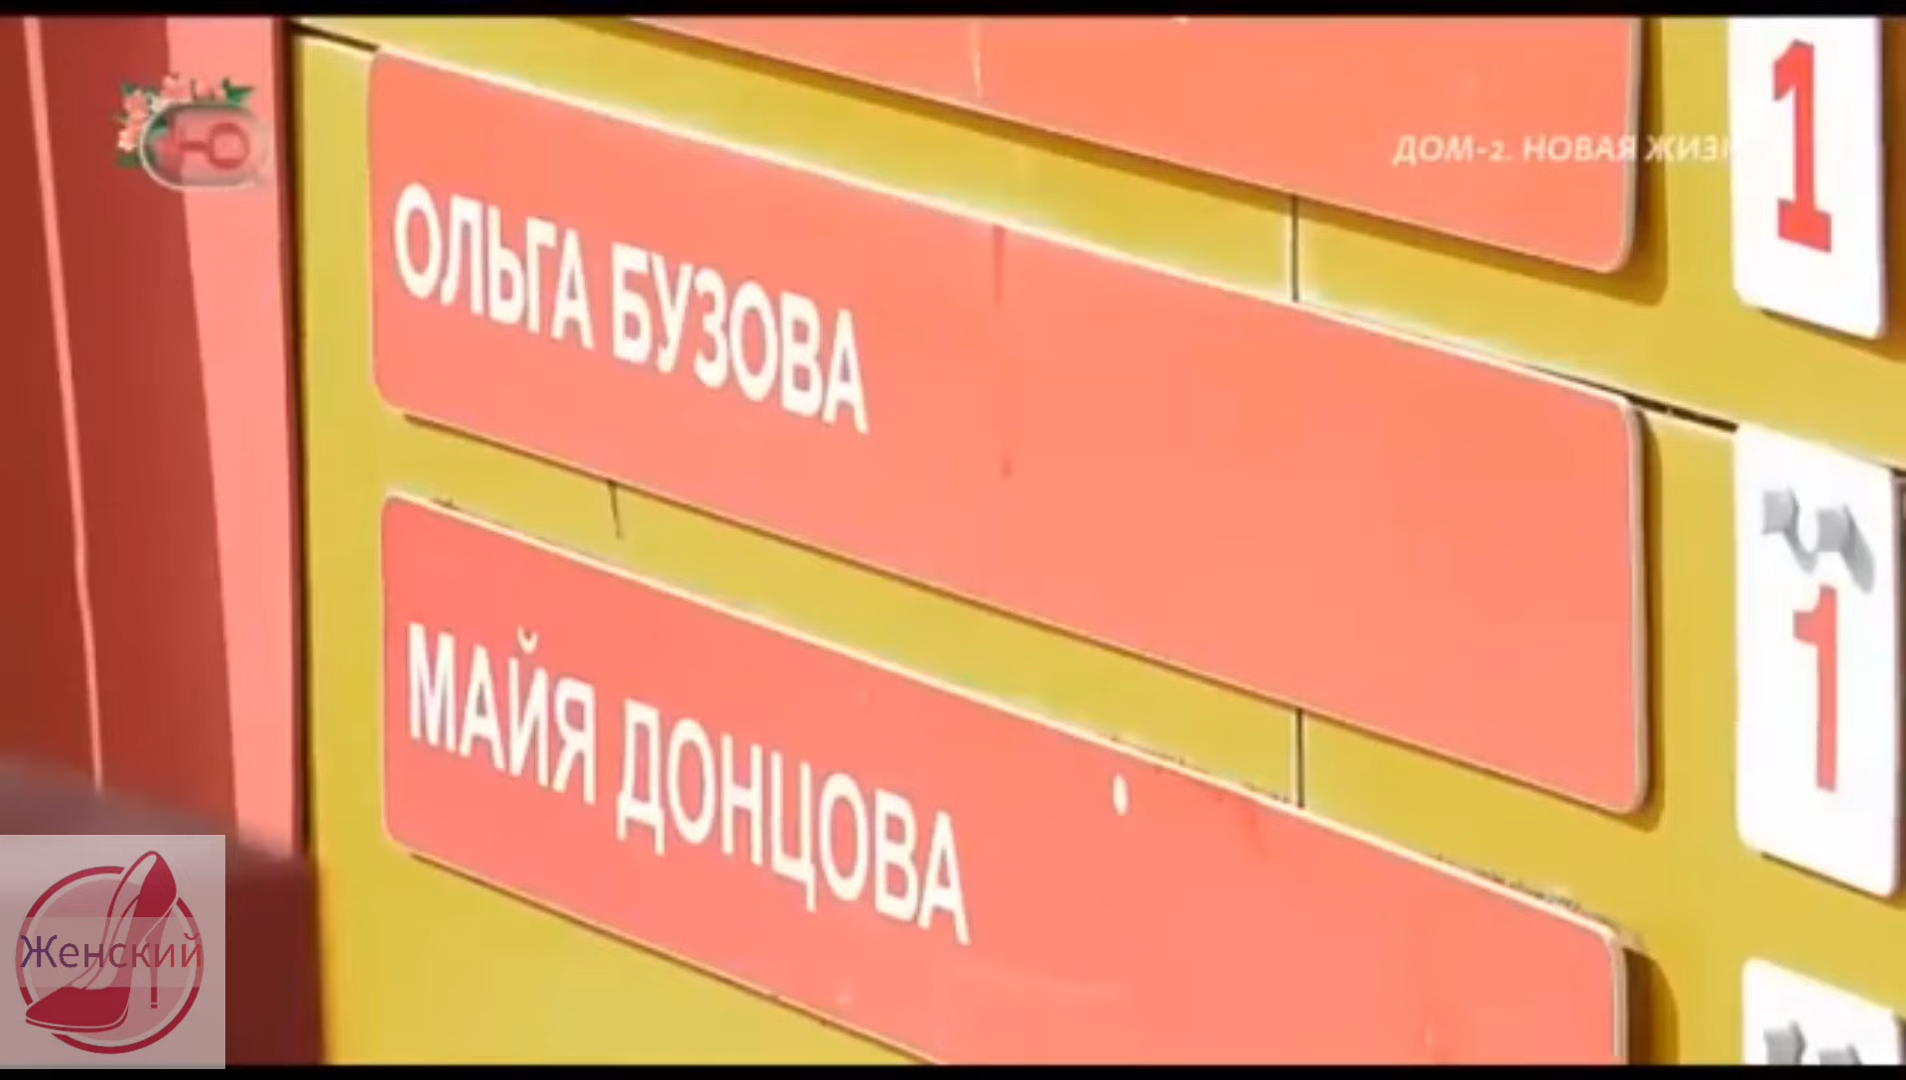 Ю
ДОМ-2. НОВАЯ ЖИЗ
1
ОЛЬГА БУЗОВА
1
МАЙЯ ДОНЦОВА
Женский